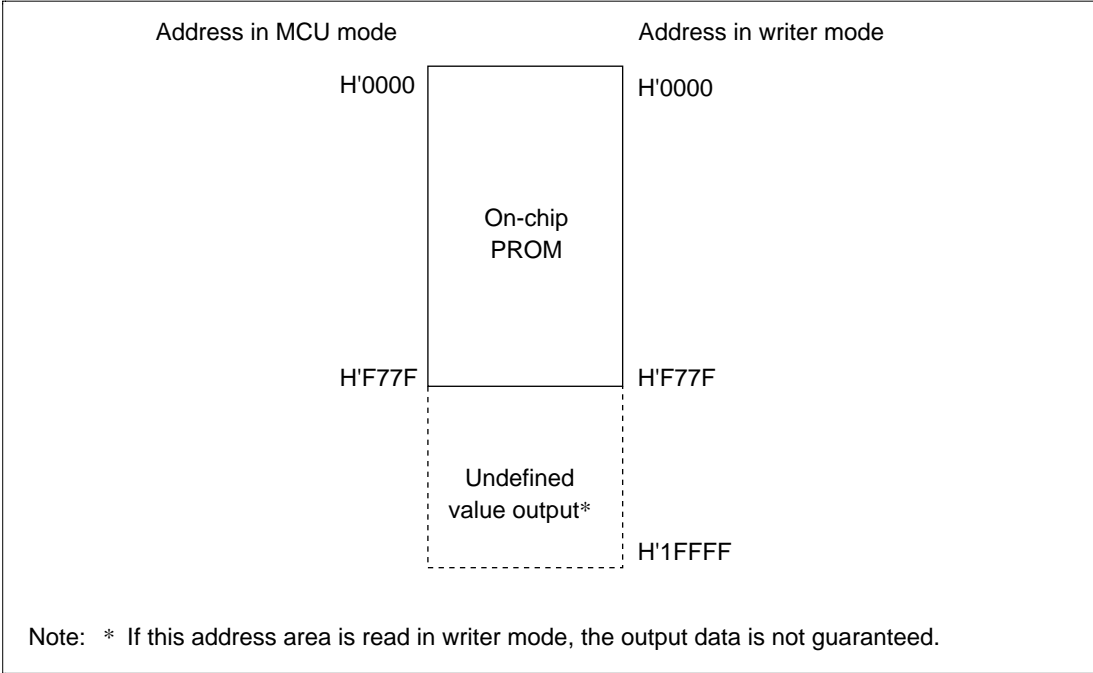 Address in MCU mode
Address in writer mode
H'0000
H'0000
On-chip
PROM
H'F77F
H'F77F
Undefined
value output*
H'1FFFF
Note: * If this address area is read in writer mode, the output data is not guaranteed.